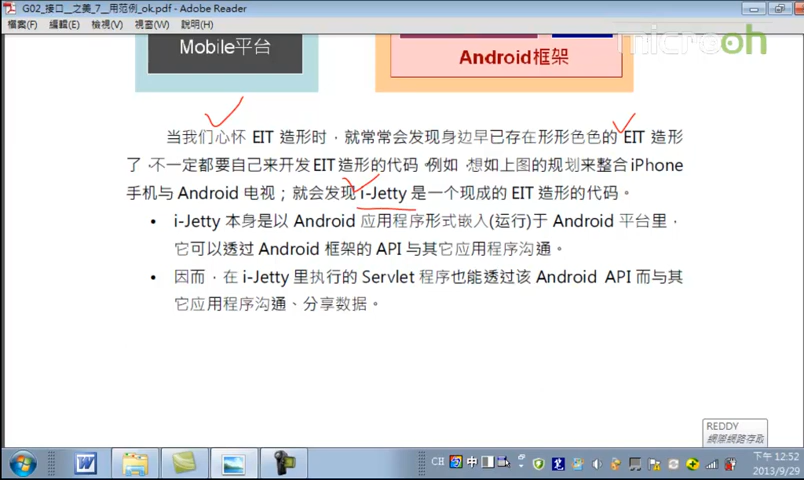 G02_接口__之美_7__用范例_ok.pdf - Adobe Reader
檔案(F) 編輯(E) 檢視(V) 視窗(W) 說明(H)
microoh
Mobile平台
Android框架
当我们心怀 EIT 造形时，就常常会发现身边早已存在形形色色的 EIT 造形
了，不一定都要自己来开发 EIT 造形的代码。例如，想如上图的规划来整合 iPhone
手机与 Android 电视；就会发现 i-Jetty 是一个现成的 EIT 造形的代码。
• i-Jetty 本身是以 Android 应用程序形式嵌入(运行)于 Android 平台里，
它可以透过 Android 框架的 API 与其它应用程序沟通。
• 因而，在 i-Jetty 里执行的 Servlet 程序也能透过该 Android API 而与其
它应用程序沟通、分享数据。
REDDY
網際網路存取
CH 中
下午 12:52
2013/9/29